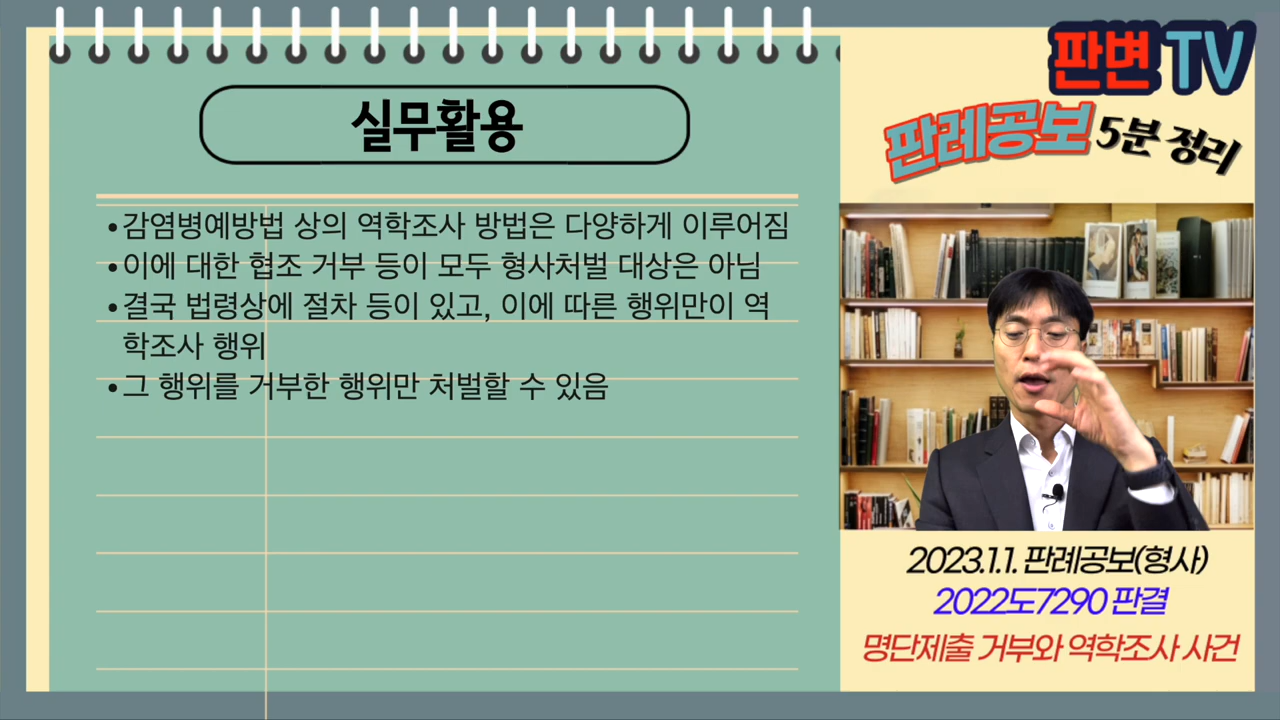 실무활용
•감염병예방법 상의 역학조사 방법은 다양하게 이루어짐
•이에 대한 협조 거부 등이 모두 형사처벌 대상은 아님
•결국 법령상에 절차 등이 있고, 이에 따른 행위만이 역
학조사 행위
•그 행위를 거부한 행위만 처벌할 수 있음
판변 TV
판례공보 5분 정리
2023.1.1. 판례공보(형사)
2022도7290 판결
명단제출 거부와 역학조사 사건